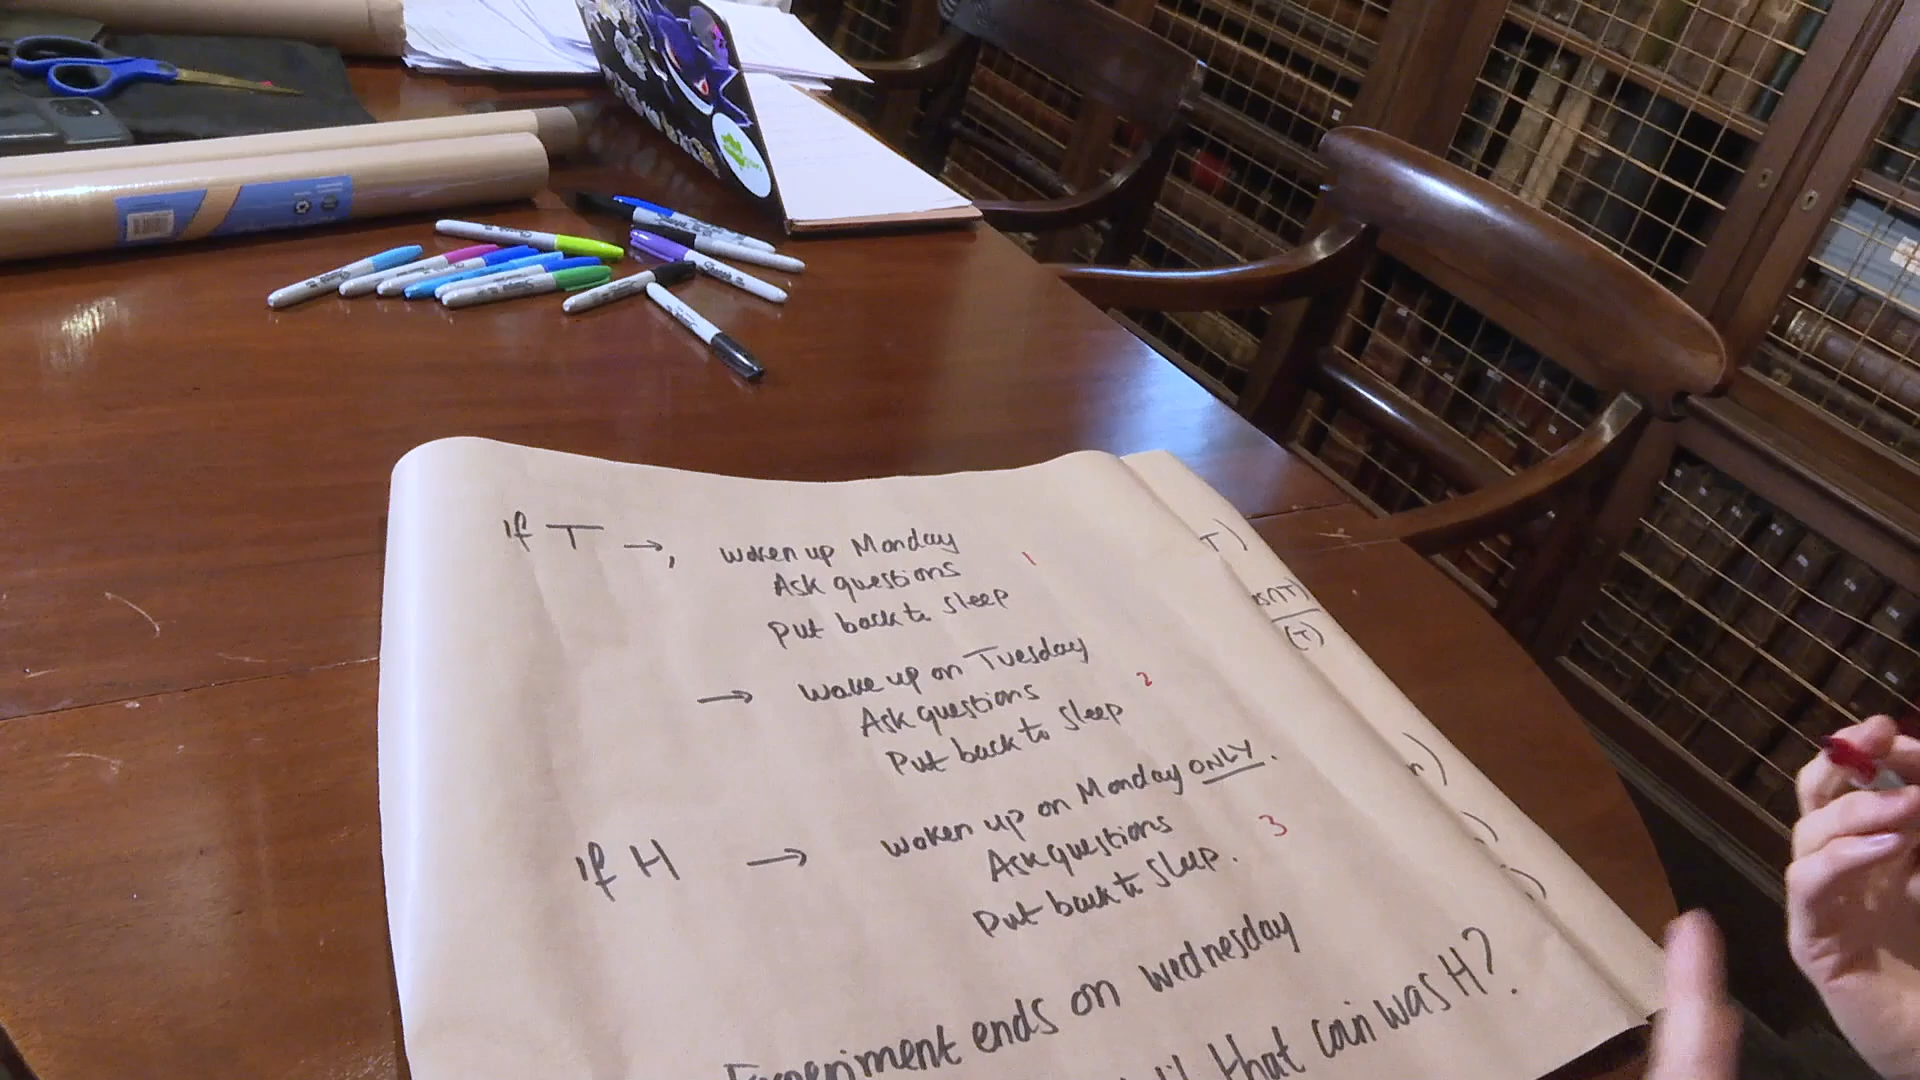 If T → , woken up Monday
Ask questions 1
put back to sleep
→ wake up on Tuesday
Ask questions 2
Put back to sleep
If H → woken up on Monday ONLY.
Ask questions 3
put back to sleep.
Experiment ends on wednesday
that coin was H?
T)
(T)